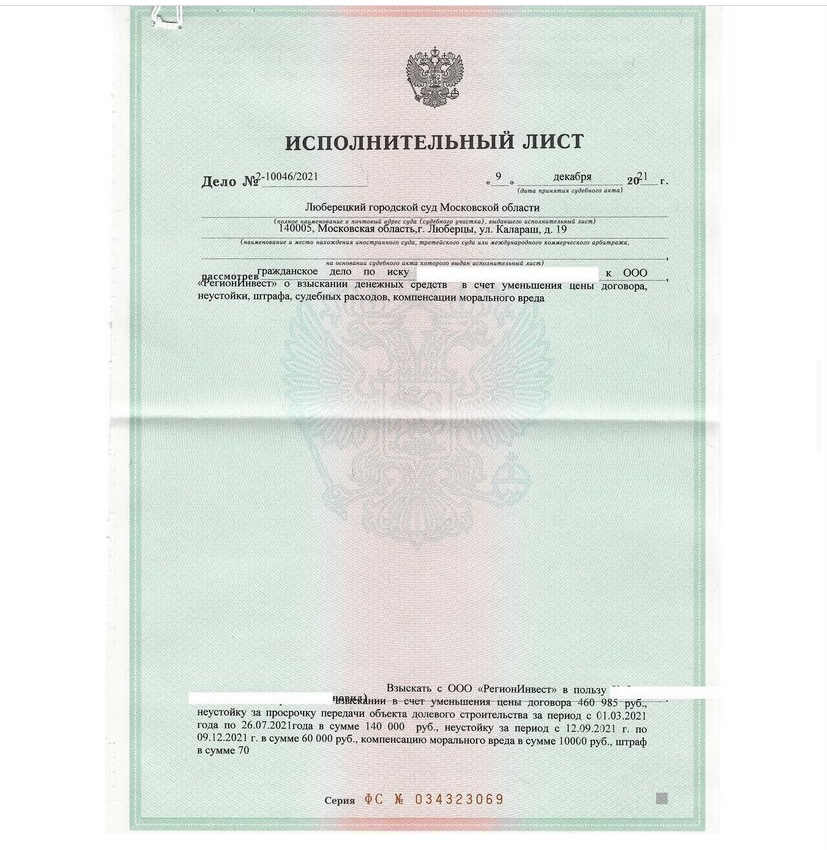 ИСПОЛНИТЕЛЬНЫЙ ЛИСТ
Дело № 2-10046/2021 « 9 » декабря 2021 г.
(дата принятия судебного акта)
Люберецкий городской суд Московской области
(полное наименование и почтовый адрес суда (судебного участка), выдавшего исполнительный лист)
140005, Московская область,г. Люберцы, ул. Калараш, д. 19
(наименование и место нахождения иностранного суда, третейского суда или международного коммерческого арбитража,
на основании судебного акта которого выдан исполнительный лист)
рассмотрев гражданское дело по иску к ООО
«РегионИнвест» о взыскании денежных средств в счет уменьшения цены договора,
неустойки, штрафа, судебных расходов, компенсации морального вреда
Взыскать с ООО «РегионИнвест» в пользу
взыскании в счет уменьшения цены договора 460 985 руб.,
неустойку за просрочку передачи объекта долевого строительства за период с 01.03.2021
года по 26.07.2021года в сумме 140 000 руб., неустойку за период с 12.09.2021 г. по
09.12.2021 г. в сумме 60 000 руб., компенсацию морального вреда в сумме 10000 руб., штраф
в сумме 70
Серия ФС № 034323069